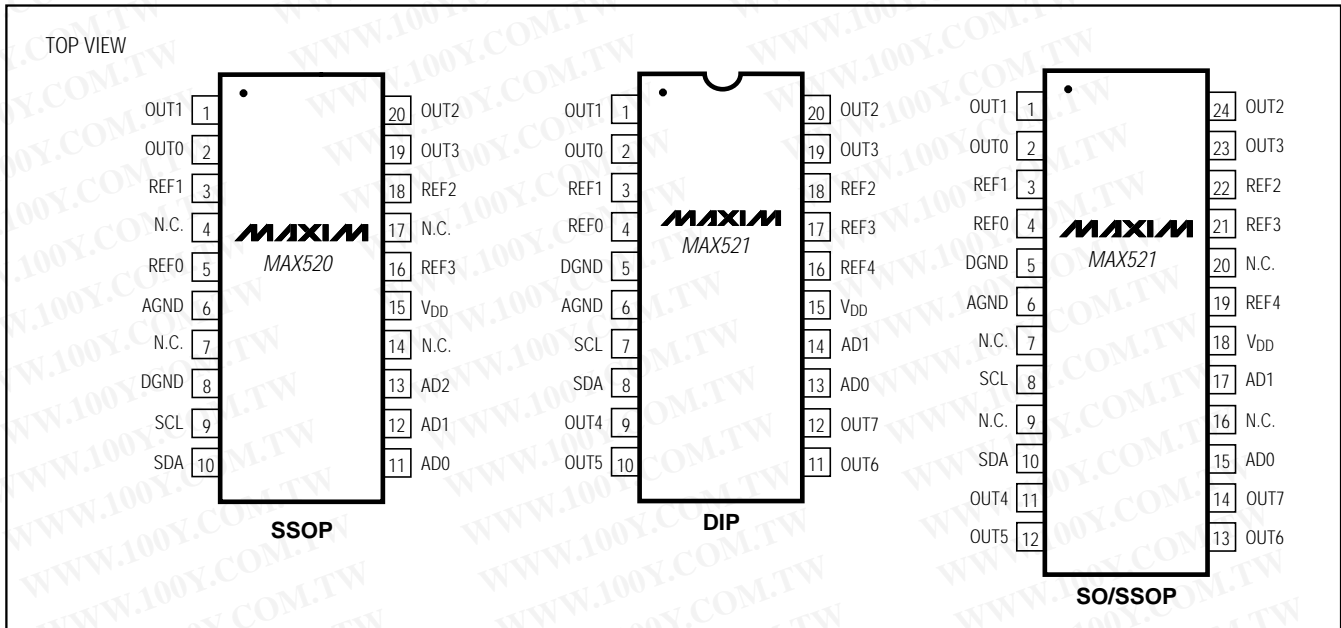 TOP VIEW
OUT1 1 20 OUT2
OUT0 2 19 OUT3
REF1 3 18 REF2
N.C. 4 17 N.C.
REF0 5 16 REF3
AGND 6 15 VDD
N.C. 7 14 N.C.
DGND 8 13 AD2
SCL 9 12 AD1
SDA 10 11 AD0
MAXIM
MAX520
SSOP
OUT1 1 20 OUT2
OUT0 2 19 OUT3
REF1 3 18 REF2
REF0 4 17 REF3
DGND 5 16 REF4
AGND 6 15 VDD
SCL 7 14 AD1
SDA 8 13 AD0
OUT4 9 12 OUT7
OUT5 10 11 OUT6
MAXIM
MAX521
DIP
OUT1 1 24 OUT2
OUT0 2 23 OUT3
REF1 3 22 REF2
REF0 4 21 REF3
DGND 5 20 N.C.
AGND 6 19 REF4
N.C. 7 18 VDD
SCL 8 17 AD1
N.C. 9 16 N.C.
SDA 10 15 AD0
OUT4 11 14 OUT7
OUT5 12 13 OUT6
MAXIM
MAX521
SO/SSOP
WWW.100Y.COM.TW